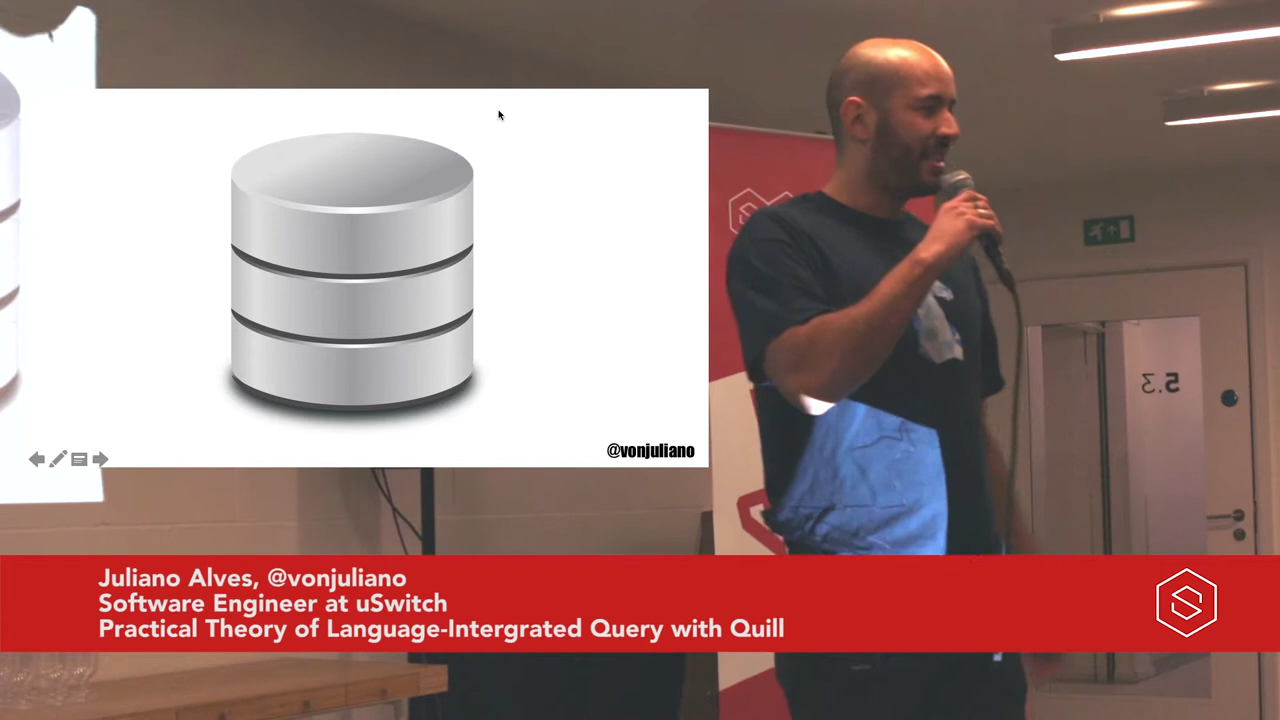 @vonjuliano
5.3
Juliano Alves, @vonjuliano
Software Engineer at uSwitch
Practical Theory of Language-Intergrated Query with Quill